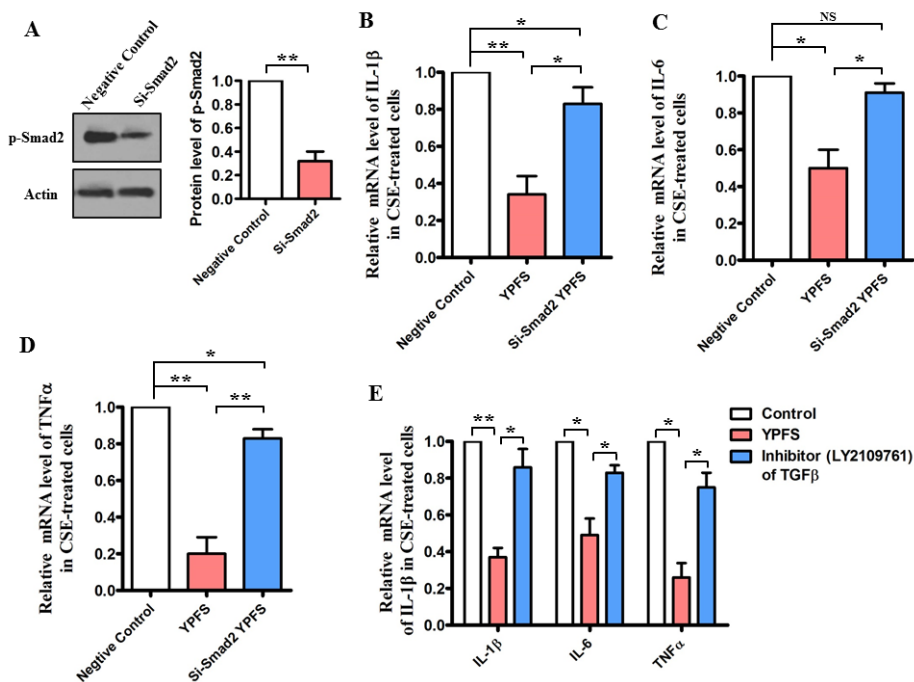 A
Negative Control
Si-Smad2
p-Smad2
Actin
Protein level of p-Smad2
1.0
0.8
0.6
0.4
0.2
0.0
**
Negative Control
Si-Smad2
B
Relative mRNA level of IL-1β
in CSE-treated cells
1.0
0.8
0.6
0.4
0.2
0.0
*
**
*
Negtive Control
YPFS
Si-Smad2 YPFS
C
Relative mRNA level of IL-6
in CSE-treated cells
1.0
0.8
0.6
0.4
0.2
0.0
NS
*
*
Negtive Control
YPFS
Si-Smad2 YPFS
D
Relative mRNA level of TNFα
in CSE-treated cells
1.0
0.8
0.6
0.4
0.2
0.0
*
**
**
Negtive Control
YPFS
Si-Smad2 YPFS
E
Relative mRNA level
of IL-1β in CSE-treated cells
1.0
0.8
0.6
0.4
0.2
0.0
**
*
*
*
*
*
IL-1β
IL-6
TNFα
Control
YPFS
Inhibitor (LY2109761)
of TGFβ